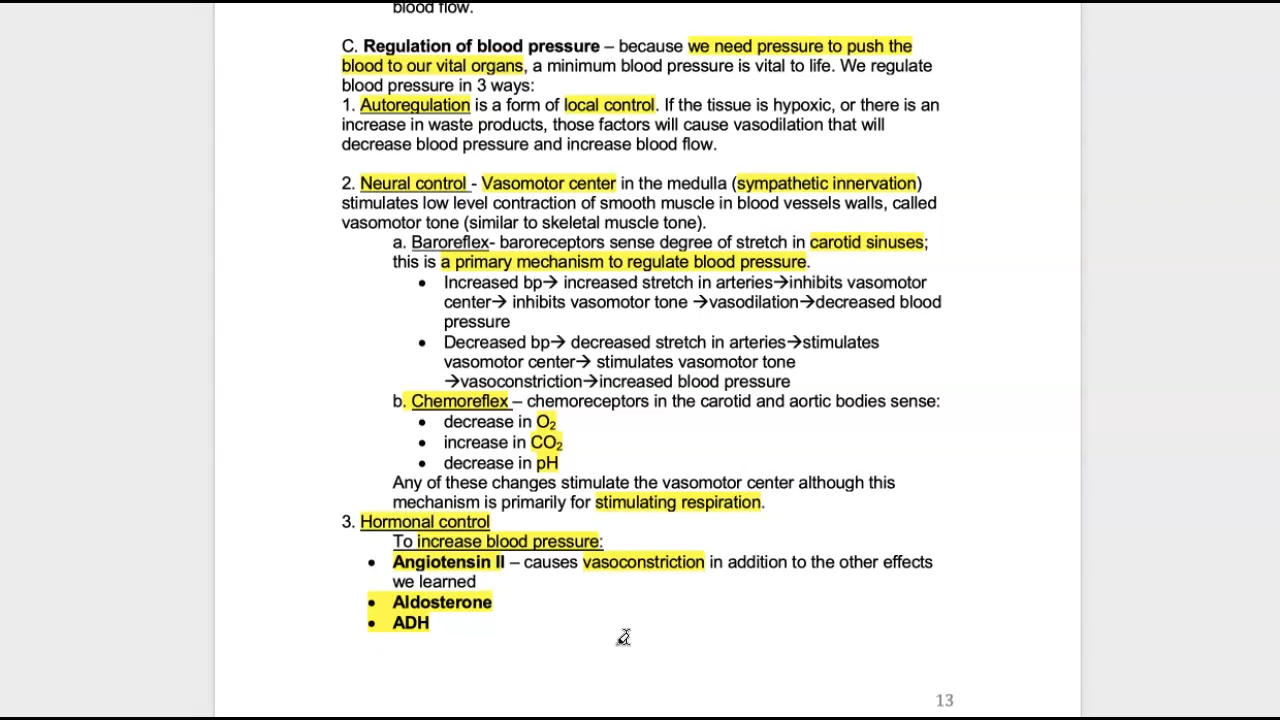 blood flow.
C. Regulation of blood pressure – because we need pressure to push the
blood to our vital organs, a minimum blood pressure is vital to life. We regulate
blood pressure in 3 ways:
1. Autoregulation is a form of local control. If the tissue is hypoxic, or there is an
increase in waste products, those factors will cause vasodilation that will
decrease blood pressure and increase blood flow.
2. Neural control - Vasomotor center in the medulla (sympathetic innervation)
stimulates low level contraction of smooth muscle in blood vessels walls, called
vasomotor tone (similar to skeletal muscle tone).
a. Baroreflex- baroreceptors sense degree of stretch in carotid sinuses;
this is a primary mechanism to regulate blood pressure.
• Increased bp→ increased stretch in arteries→inhibits vasomotor
center→ inhibits vasomotor tone →vasodilation→decreased blood
pressure
• Decreased bp→ decreased stretch in arteries→stimulates
vasomotor center→ stimulates vasomotor tone
→vasoconstriction→increased blood pressure
b. Chemoreflex – chemoreceptors in the carotid and aortic bodies sense:
• decrease in O₂
• increase in CO₂
• decrease in pH
Any of these changes stimulate the vasomotor center although this
mechanism is primarily for stimulating respiration.
3. Hormonal control
To increase blood pressure:
• Angiotensin II – causes vasoconstriction in addition to the other effects
we learned
• Aldosterone
• ADH
13